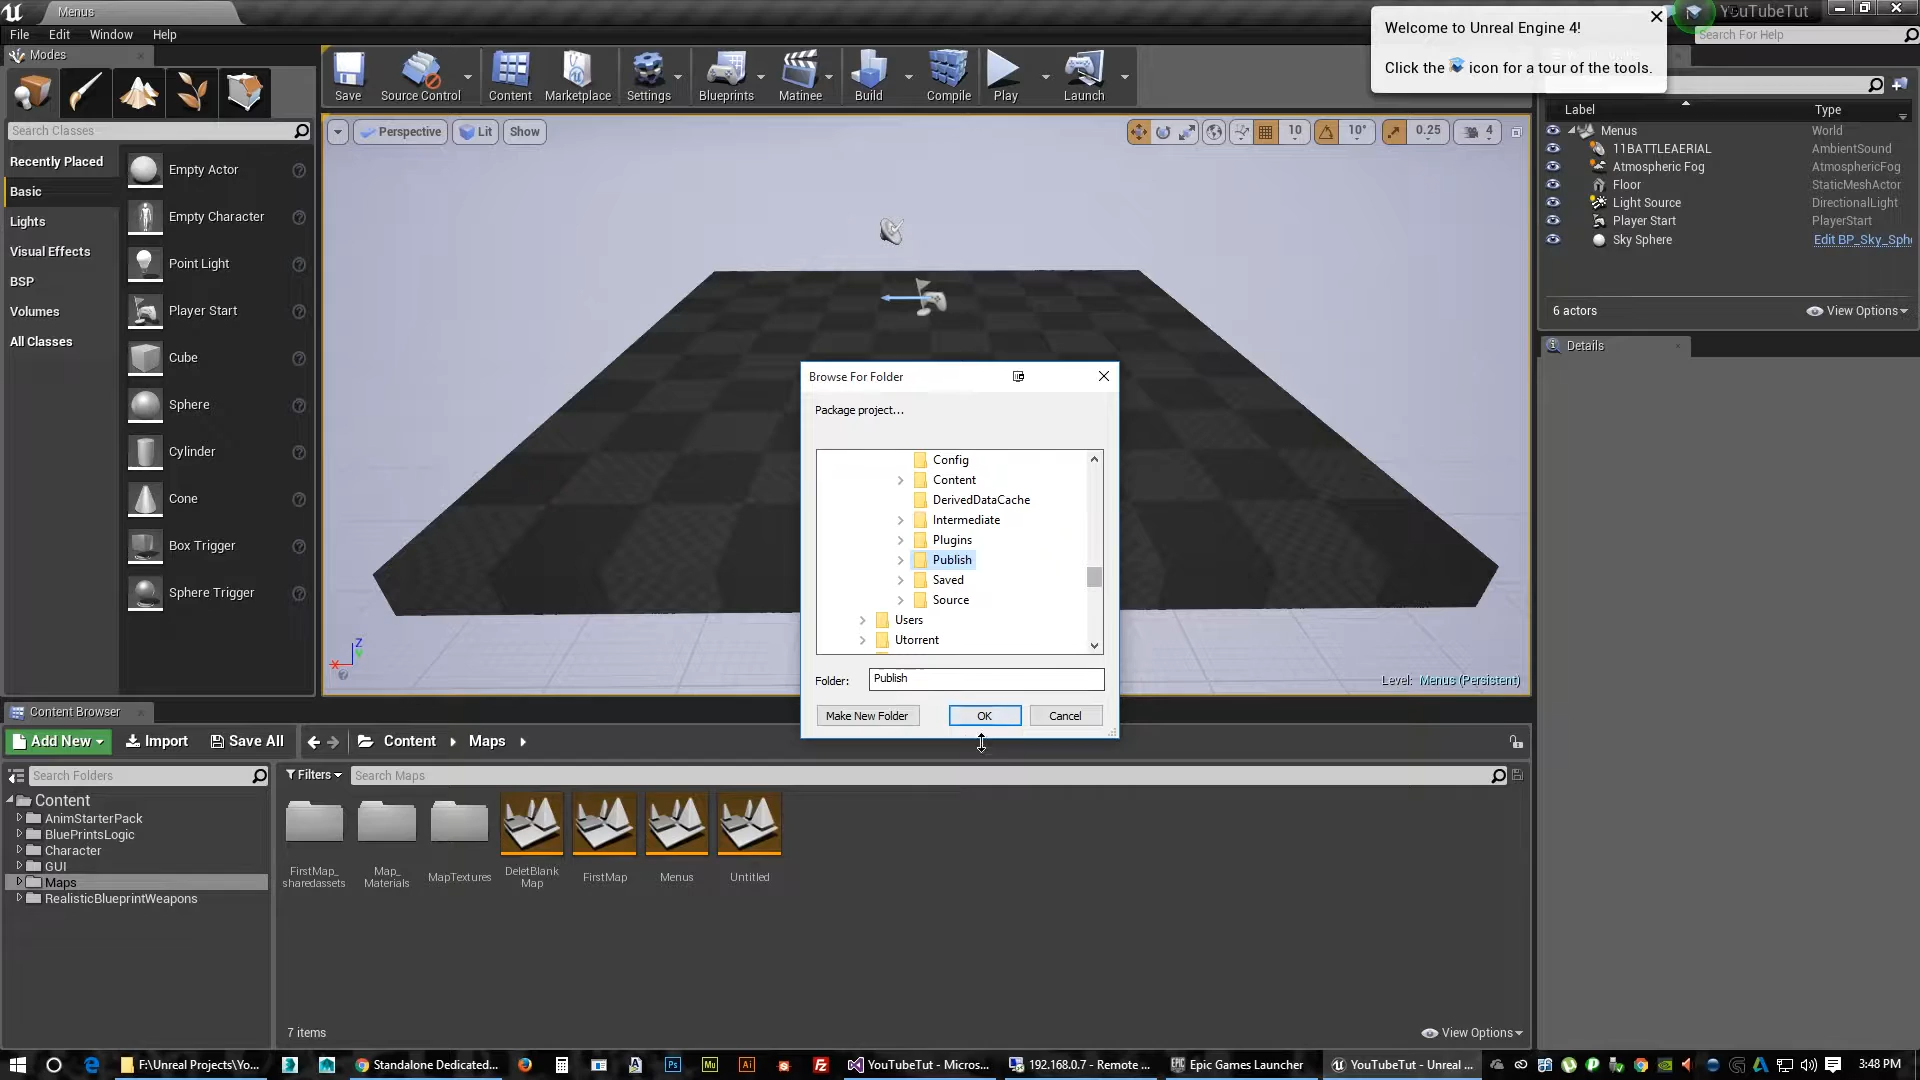 Menus
YouTubeTut
File Edit Window Help
Welcome to Unreal Engine 4!
Click the icon for a tour of the tools.
Search For Help
Modes
Save
Source Control
Content
Marketplace
Settings
Blueprints
Matinee
Build
Compile
Play
Launch
Search Classes
Recently Placed
Basic
Lights
Visual Effects
BSP
Volumes
All Classes
Empty Actor
Empty Character
Point Light
Player Start
Cube
Sphere
Cylinder
Cone
Box Trigger
Sphere Trigger
Perspective
Lit
Show
10
10°
0.25
4
Label Type
Menus World
11BATTLEAERIAL AmbientSound
Atmospheric Fog AtmosphericFog
Floor StaticMeshActor
Light Source DirectionalLight
Player Start PlayerStart
Sky Sphere Edit BP_Sky_Sph
6 actors View Options
Details
Browse For Folder
Package project...
Config
Content
DerivedDataCache
Intermediate
Plugins
Publish
Saved
Source
Users
Utorrent
Folder: Publish
Make New Folder OK Cancel
Z
X
Level: Menus (Persistent)
Content Browser
Add New Import Save All Content Maps
Search Folders
Filters Search Maps
Content
AnimStarterPack
BluePrintsLogic
Character
GUI
Maps
RealisticBlueprintWeapons
FirstMap_
sharedassets
Map_
Materials
MapTextures
DeletBlank
Map
FirstMap
Menus
Untitled
7 items View Options
F:\Unreal Projects\Yo...
Standalone Dedicated...
Ps
Mu
Ai
Fz
YouTubeTut - Micros...
192.168.0.7 - Remote ...
Epic Games Launcher
YouTubeTut - Unreal ...
3:48 PM